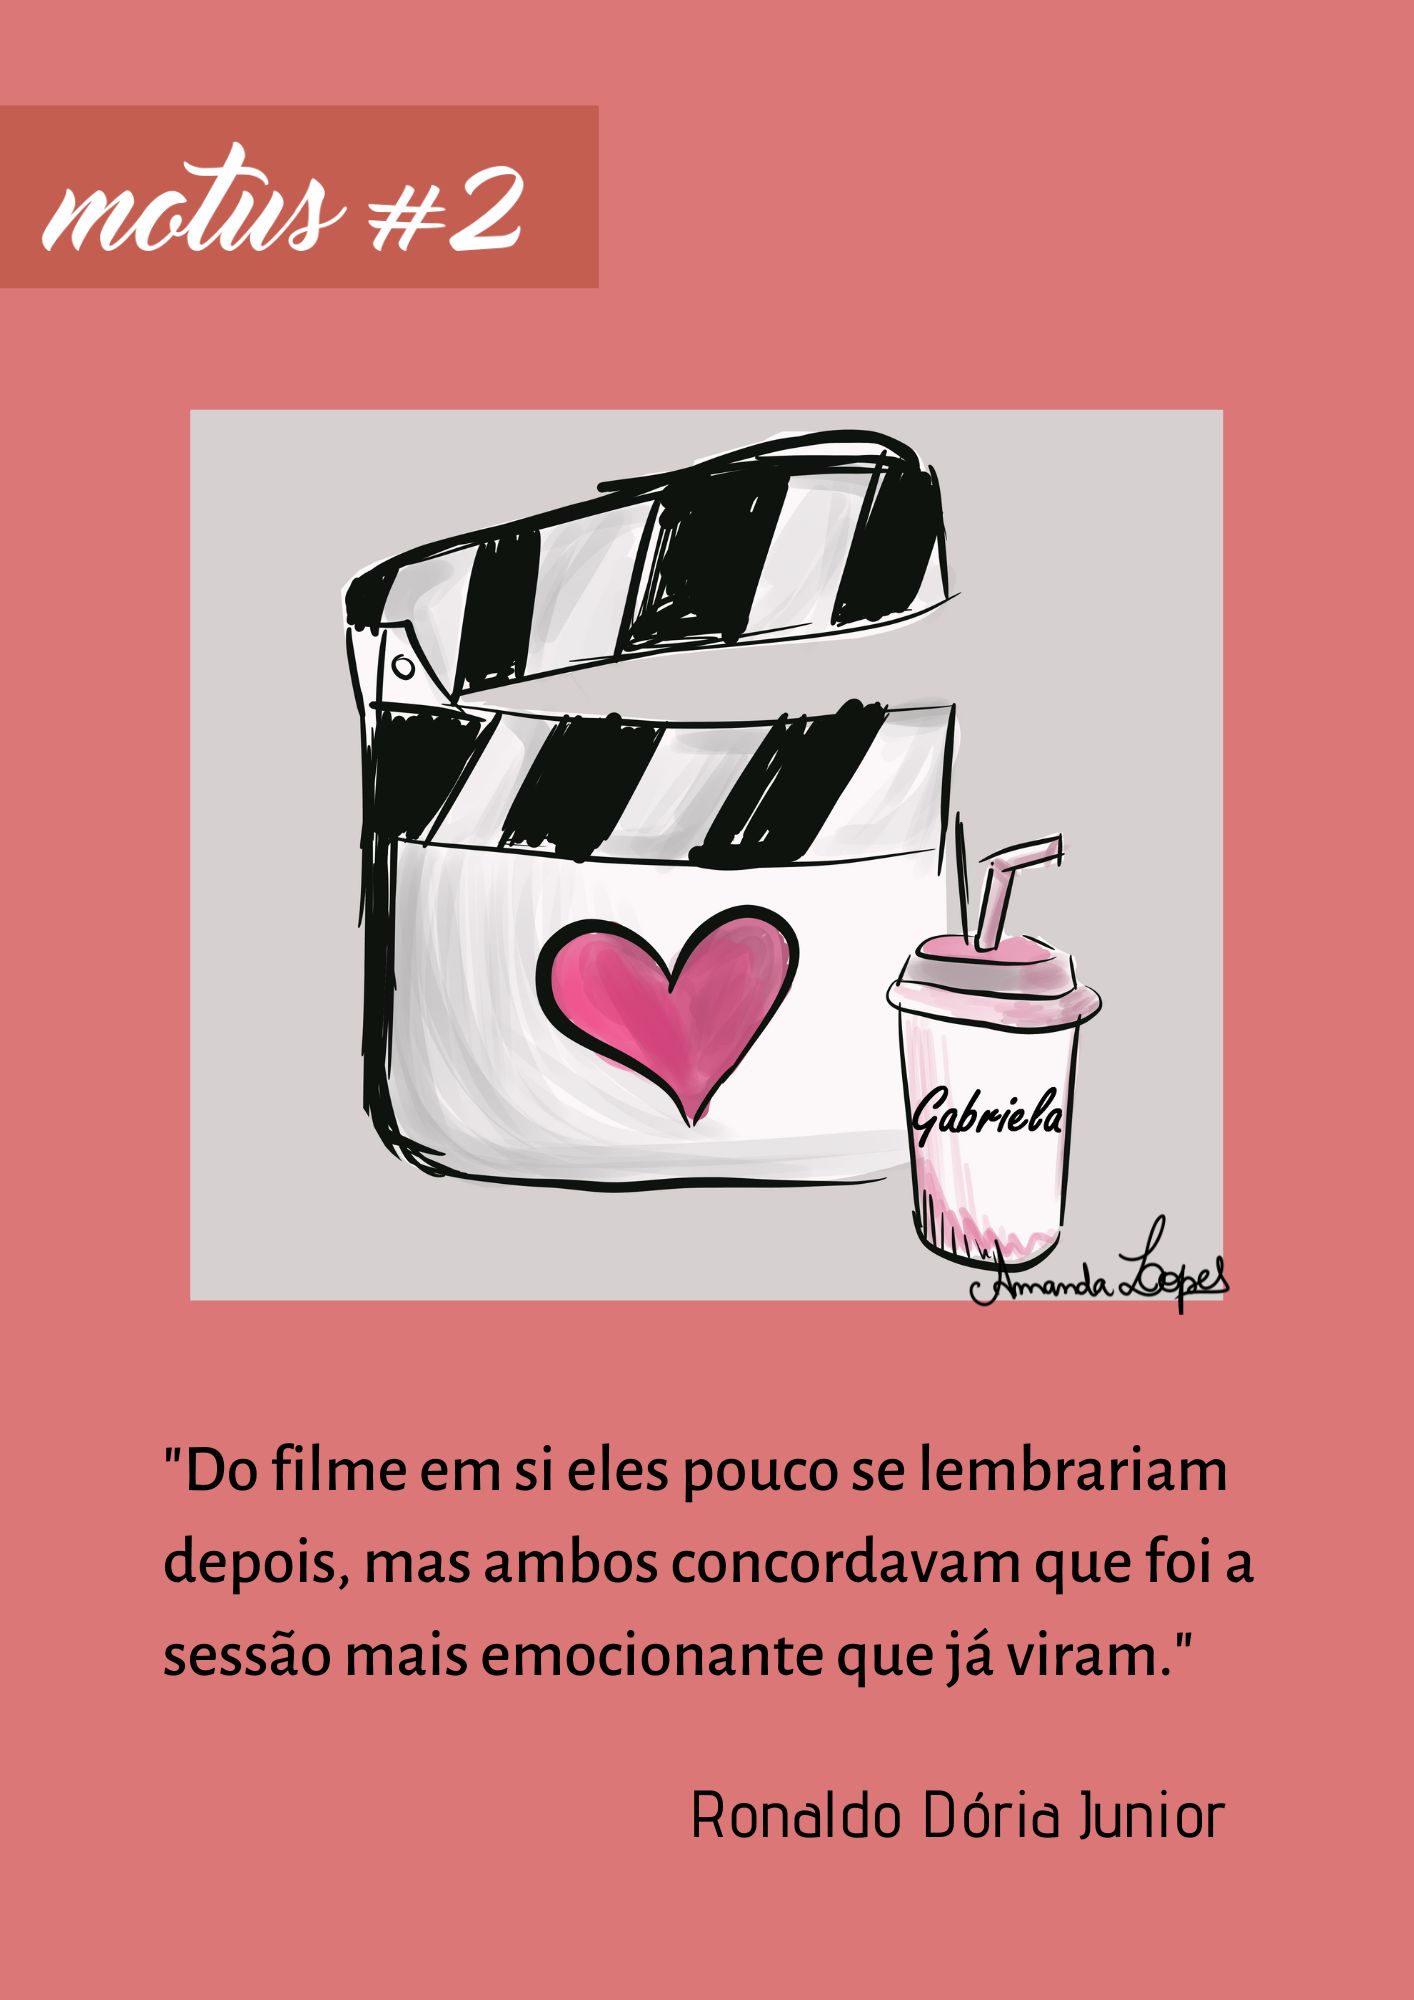 motus #2
Gabriela
Amanda Lopes
"Do filme em si eles pouco se lembrariam
depois, mas ambos concordavam que foi a
sessão mais emocionante que já viram."
Ronaldo Dória Junior